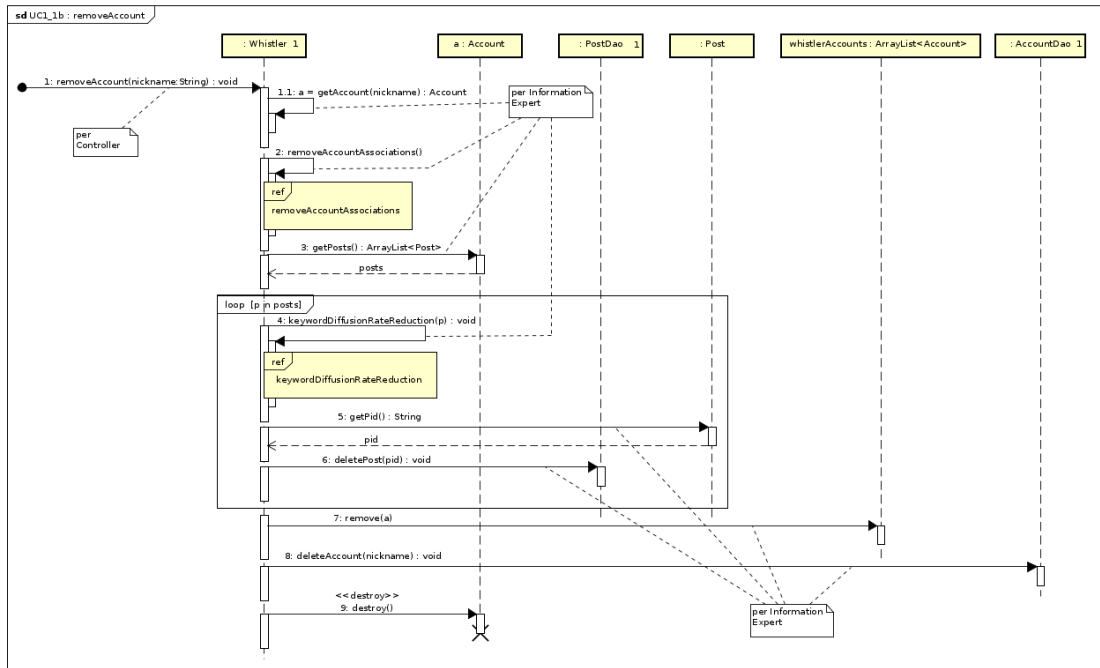 sd UC1_1b : removeAccount
: Whistler 1
a : Account
: PostDao 1
: Post
whistlerAccounts : ArrayList<Account>
: AccountDao 1
1: removeAccount(nickname:String) : void
1.1: a = getAccount(nickname) : Account
per Information
Expert
per
Controller
2: removeAccountAssociations()
ref
removeAccountAssociations
3: getPosts() : ArrayList<Post>
posts
loop [p in posts]
4: keywordDiffusionRateReduction(p) : void
ref
keywordDiffusionRateReduction
5: getPid() : String
pid
6: deletePost(pid) : void
7: remove(a)
8: deleteAccount(nickname) : void
<<destroy>>
9: destroy()
per Information
Expert